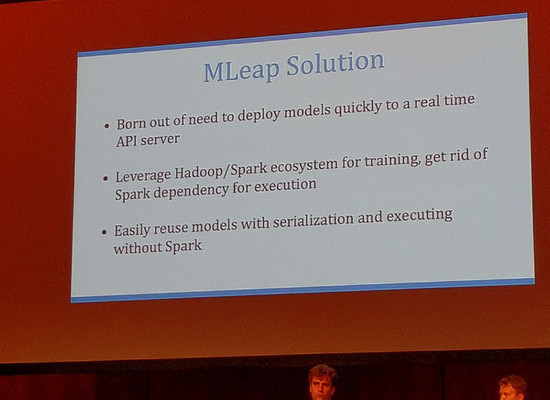 MLeap Solution
• Born out of need to deploy models quickly to a real time
API server
• Leverage Hadoop/Spark ecosystem for training, get rid of
Spark dependency for execution
• Easily reuse models with serialization and executing
without Spark